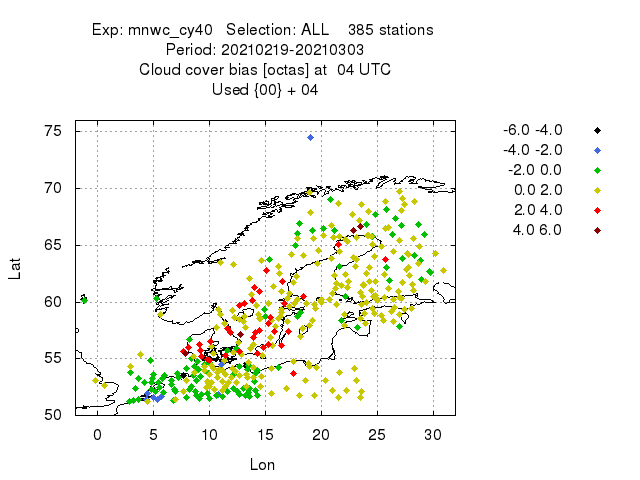 Exp: mnwc_cy40 Selection: ALL 385 stations
Period: 20210219-20210303
Cloud cover bias [octas] at 04 UTC
Used {00} + 04
75
70
65
60
55
50
0 5 10 15 20 25 30
Lat
Lon
-6.0 -4.0
-4.0 -2.0
-2.0 0.0
0.0 2.0
2.0 4.0
4.0 6.0